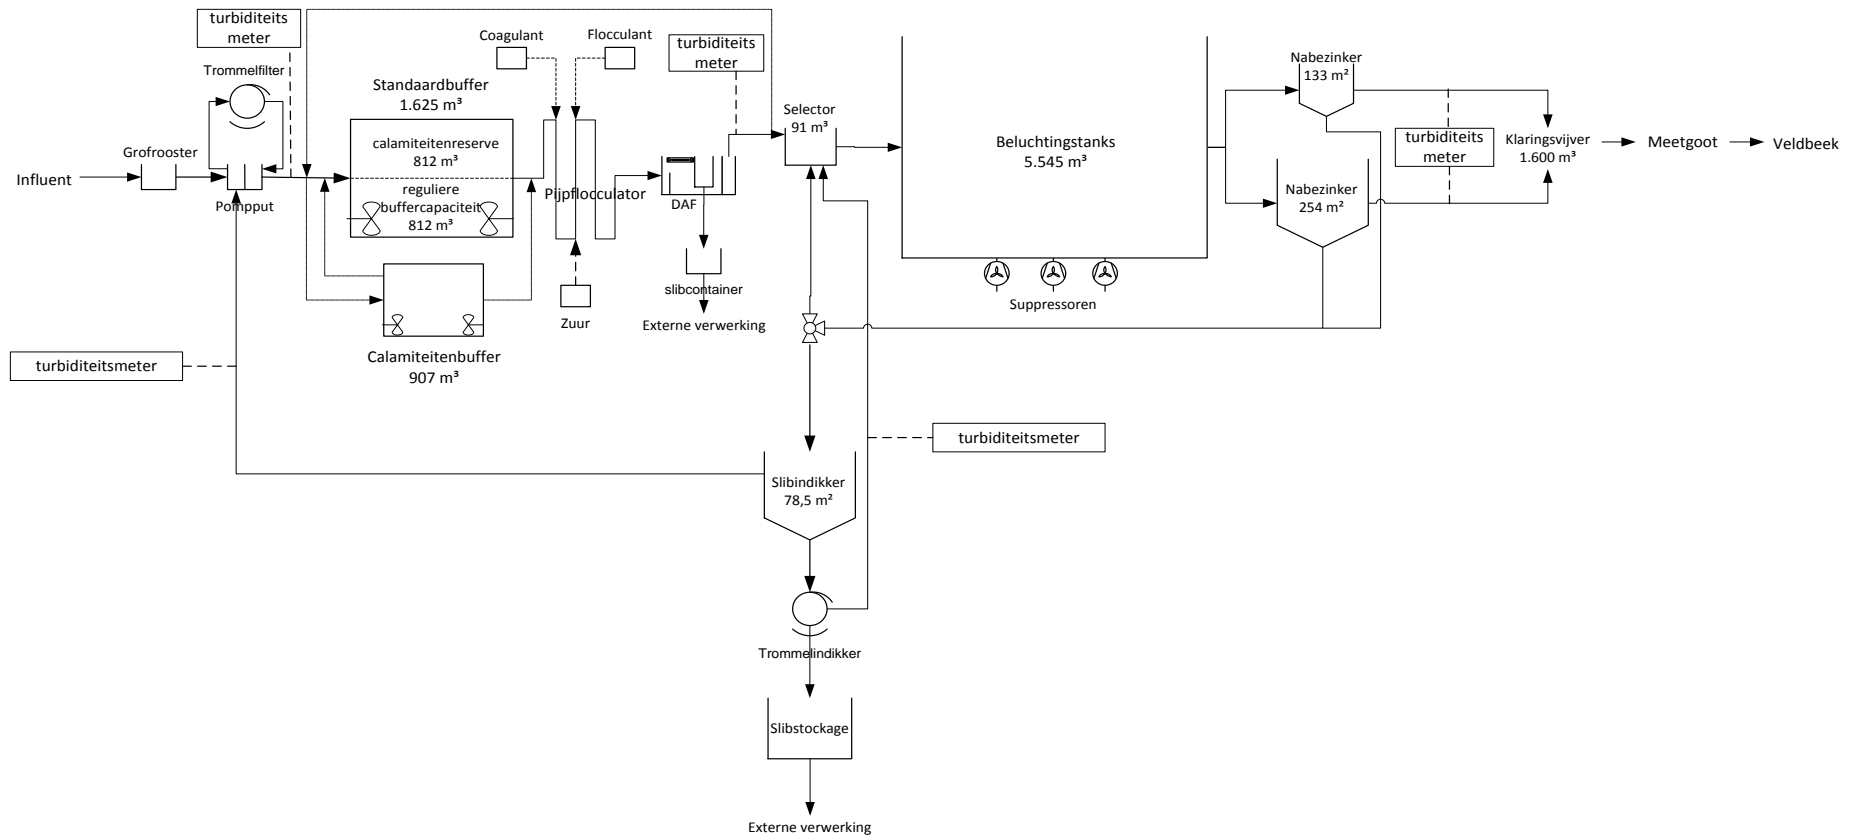 turbiditeits
meter
Trommelfilter
Grofrooster
Influent
Pompput
Standaardbuffer
1.625 m³
calamiteitenreserve
812 m³
reguliere
buffercapaciteit
812 m³
Calamiteitenbuffer
907 m³
Coagulant
Flocculant
Pijpflocculator
Zuur
turbiditeits
meter
DAF
slibcontainer
Externe verwerking
Selector
91 m³
Beluchtingstanks
5.545 m³
Suppressoren
Nabezinker
133 m²
Nabezinker
254 m²
turbiditeits
meter
Klaringsvijver
1.600 m³
Meetgoot
Veldbeek
turbiditeitsmeter
turbiditeitsmeter
Slibindikker
78,5 m²
Trommelindikker
Slibstockage
Externe verwerking